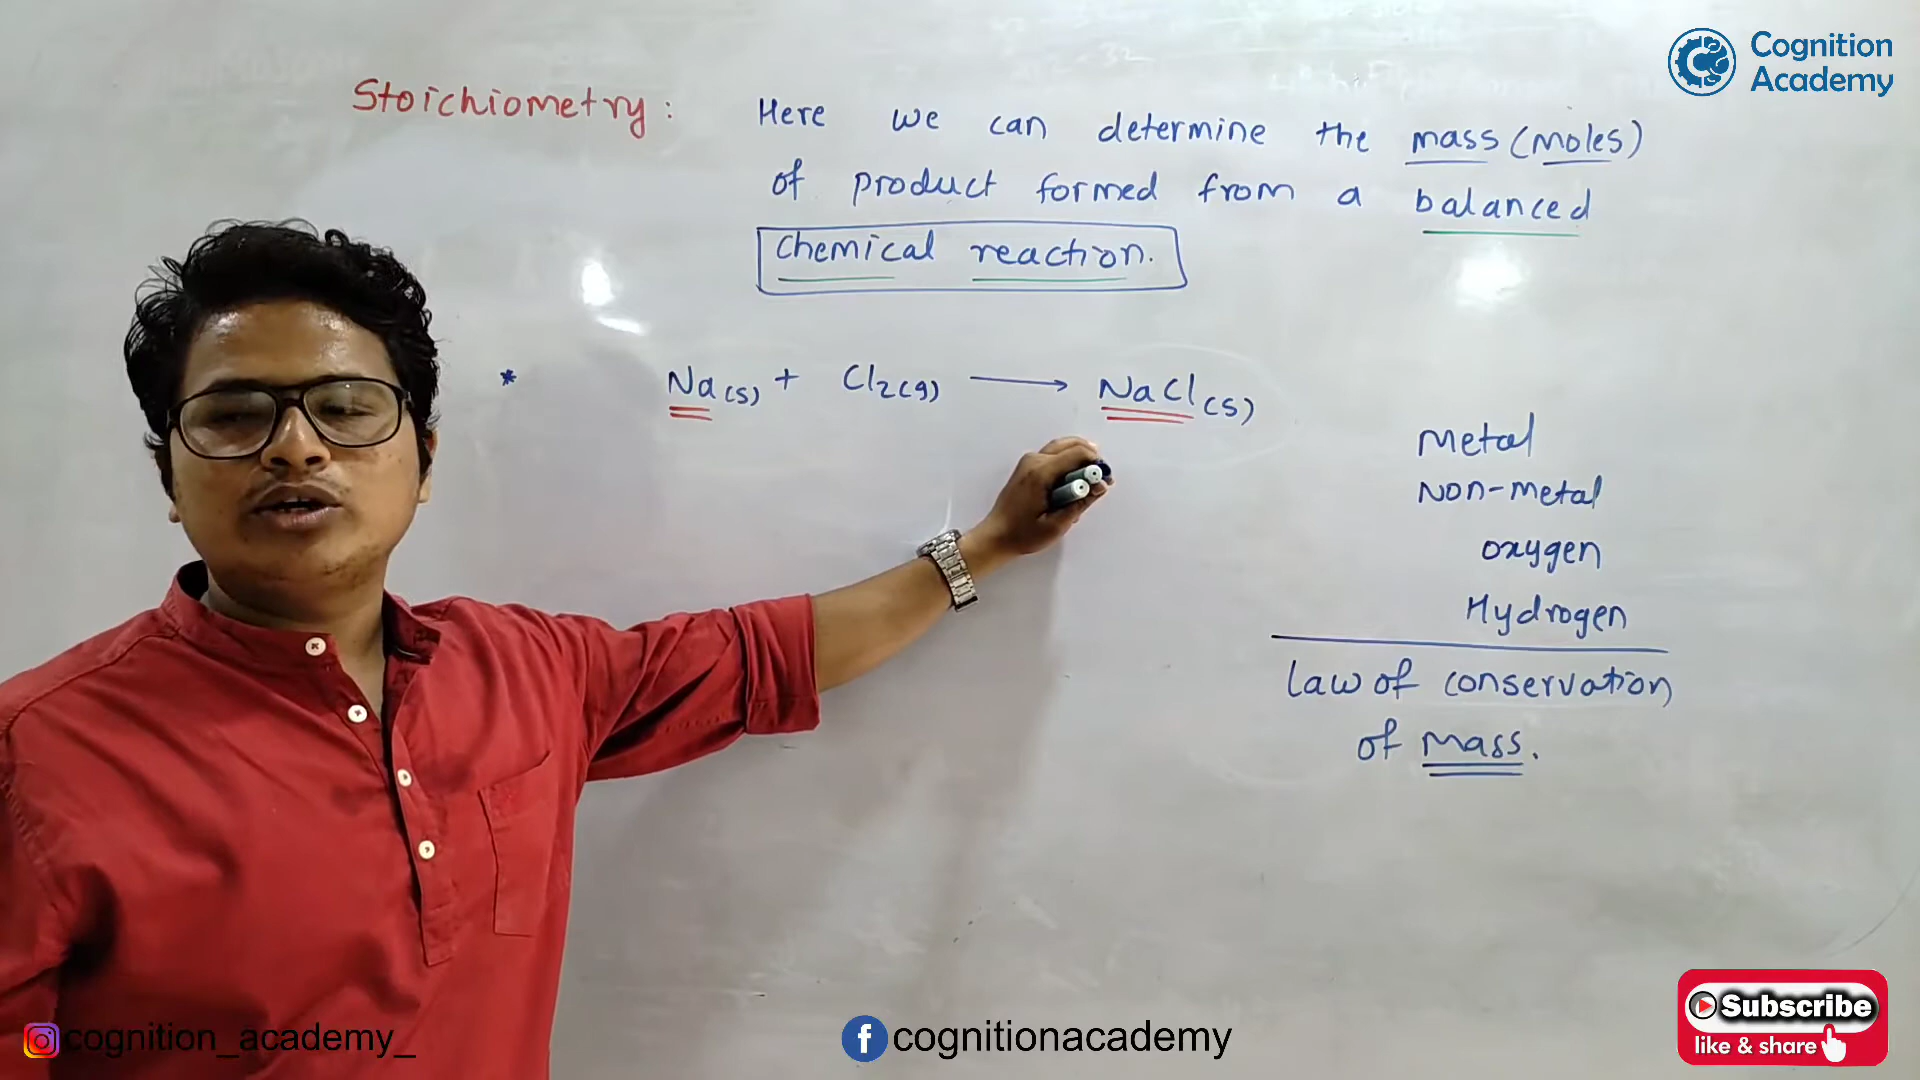 Cognition
Academy
Stoichiometry: Here we can determine the mass (moles)
of product formed from a balanced
Chemical reaction.
* Na(s) + Cl2(g) ⟶ NaCl(s)
Metal
Non-metal
oxygen
Hydrogen
law of conservation
of Mass.
Subscribe
like & share
cognition_academy_
cognitionacademy